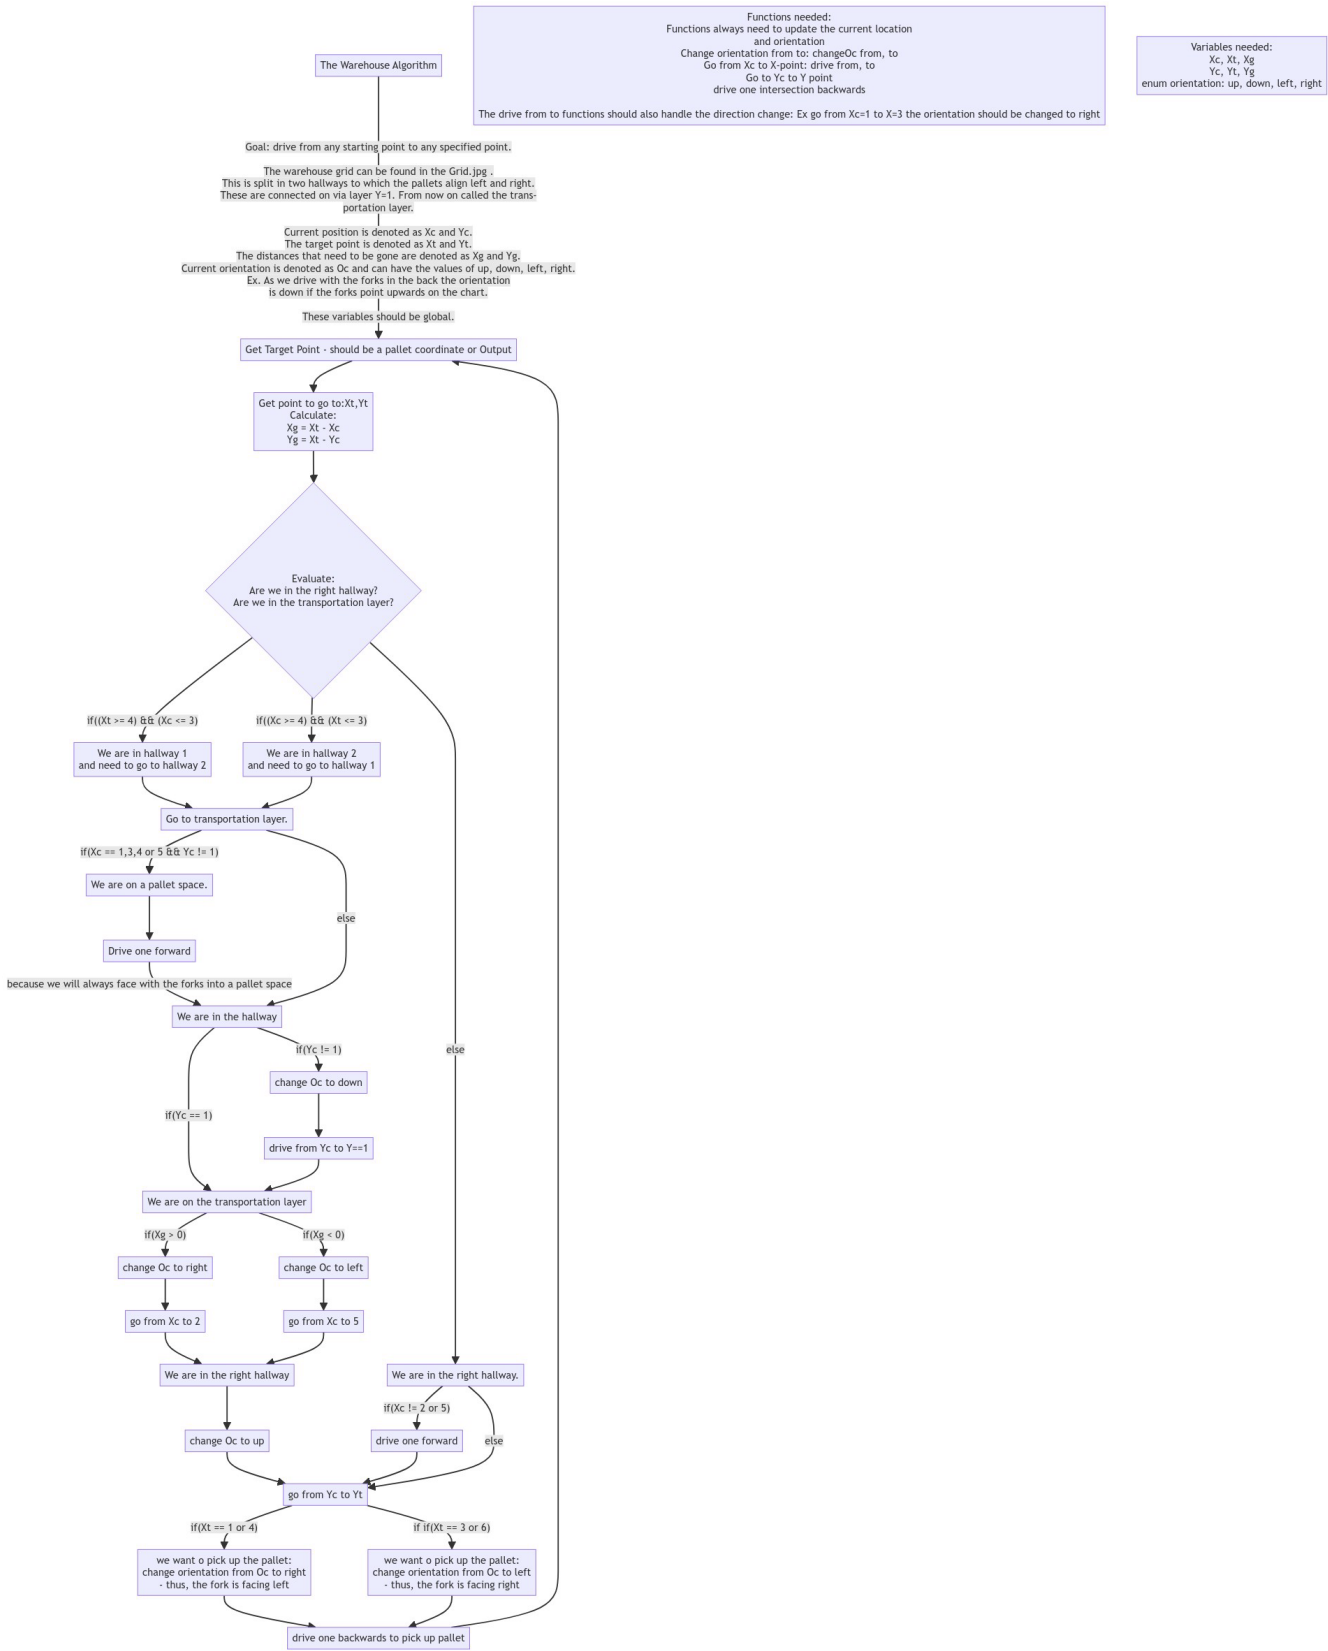 Functions needed:
Functions always need to update the current location
and orientation
Change orientation from to: changeOc from, to
Go from Xc to X-point: drive from, to
Go to Yc to Y point
drive one intersection backwards
The drive from to functions should also handle the direction change: Ex go from Xc=1 to X=3 the orientation should be changed to right
Variables needed:
Xc, Xt, Xg
Yc, Yt, Yg
enum orientation: up, down, left, right
The Warehouse Algorithm
Goal: drive from any starting point to any specified point.
The warehouse grid can be found in the Grid.jpg .
This is split in two hallways to which the pallets align left and right.
These are connected on via layer Y=1. From now on called the trans-
portation layer.
Current position is denoted as Xc and Yc.
The target point is denoted as Xt and Yt.
The distances that need to be gone are denoted as Xg and Yg.
Current orientation is denoted as Oc and can have the values of up, down, left, right.
Ex. As we drive with the forks in the back the orientation
is down if the forks point upwards on the chart.
These variables should be global.
Get Target Point - should be a pallet coordinate or Output
Get point to go to:Xt,Yt
Calculate:
Xg = Xt - Xc
Yg = Xt - Yc
Evaluate:
Are we in the right hallway?
Are we in the transportation layer?
if((Xt >= 4) && (Xc <= 3)
if((Xc >= 4) && (Xt <= 3)
We are in hallway 1
and need to go to hallway 2
We are in hallway 2
and need to go to hallway 1
Go to transportation layer.
if(Xc == 1,3,4 or 5 && Yc != 1)
We are on a pallet space.
else
Drive one forward
because we will always face with the forks into a pallet space
We are in the hallway
if(Yc != 1)
else
change Oc to down
if(Yc == 1)
drive from Yc to Y==1
We are on the transportation layer
if(Xg > 0)
if(Xg < 0)
change Oc to right
change Oc to left
go from Xc to 2
go from Xc to 5
We are in the right hallway
We are in the right hallway.
if(Xc != 2 or 5)
change Oc to up
drive one forward
else
go from Yc to Yt
if(Xt == 1 or 4)
if if(Xt == 3 or 6)
we want o pick up the pallet:
change orientation from Oc to right
- thus, the fork is facing left
we want o pick up the pallet:
change orientation from Oc to left
- thus, the fork is facing right
drive one backwards to pick up pallet